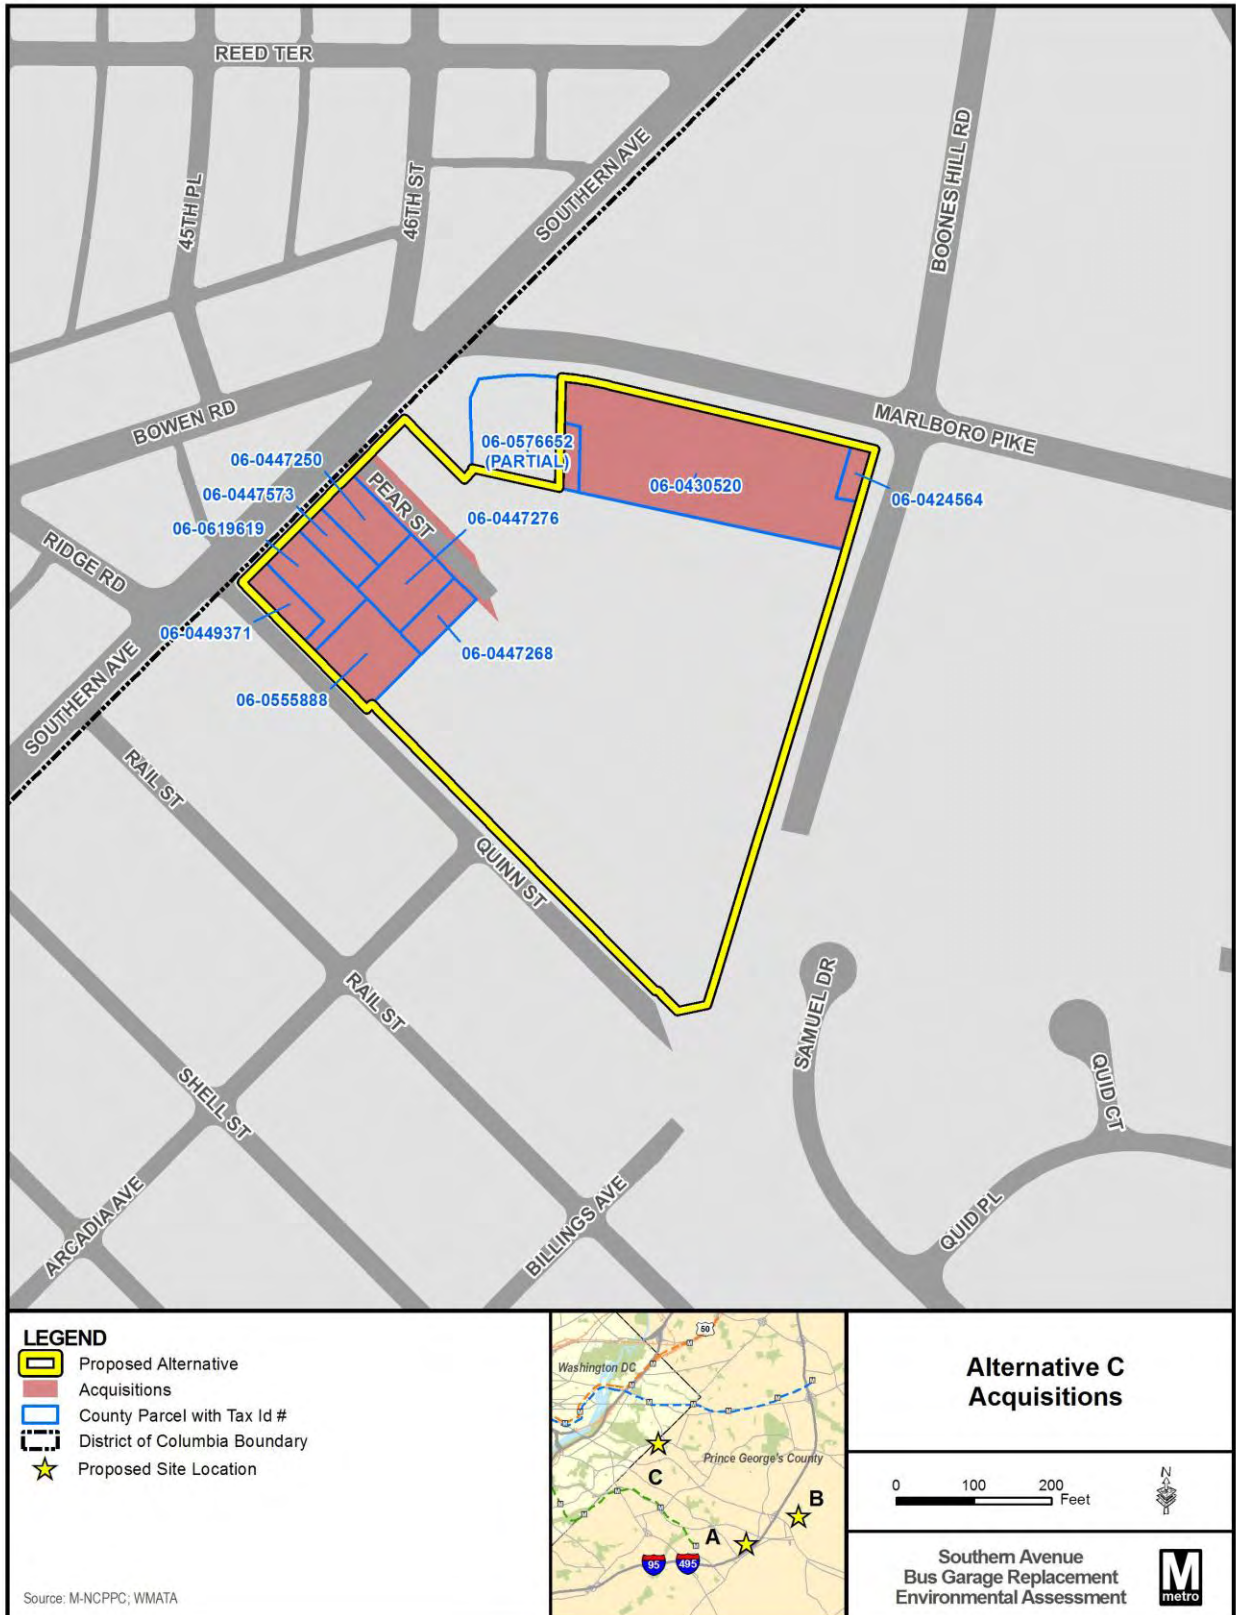 REED TER
45TH PL
46TH ST
SOUTHERN AVE
BOONES HILL RD
BOWEN RD
MARLBORO PIKE
06-0576652
(PARTIAL)
06-0430520
06-0424564
06-0447250
06-0447573
06-0619619
PEAR ST
06-0447276
RIDGE RD
06-0449371
06-0447268
06-0555888
SOUTHERN AVE
RAIL ST
QUINN ST
RAIL ST
SAMUEL DR
QUID CT
SHELL ST
ARCADIA AVE
BILLINGS AVE
QUID PL
LEGEND
Proposed Alternative
Acquisitions
County Parcel with Tax Id #
District of Columbia Boundary
Proposed Site Location
Source: M-NCPPC; WMATA
50
Washington DC
Prince George's County
C
B
A
95
495
Alternative C
Acquisitions
0 100 200
Feet
N
Southern Avenue
Bus Garage Replacement
Environmental Assessment
M
metro